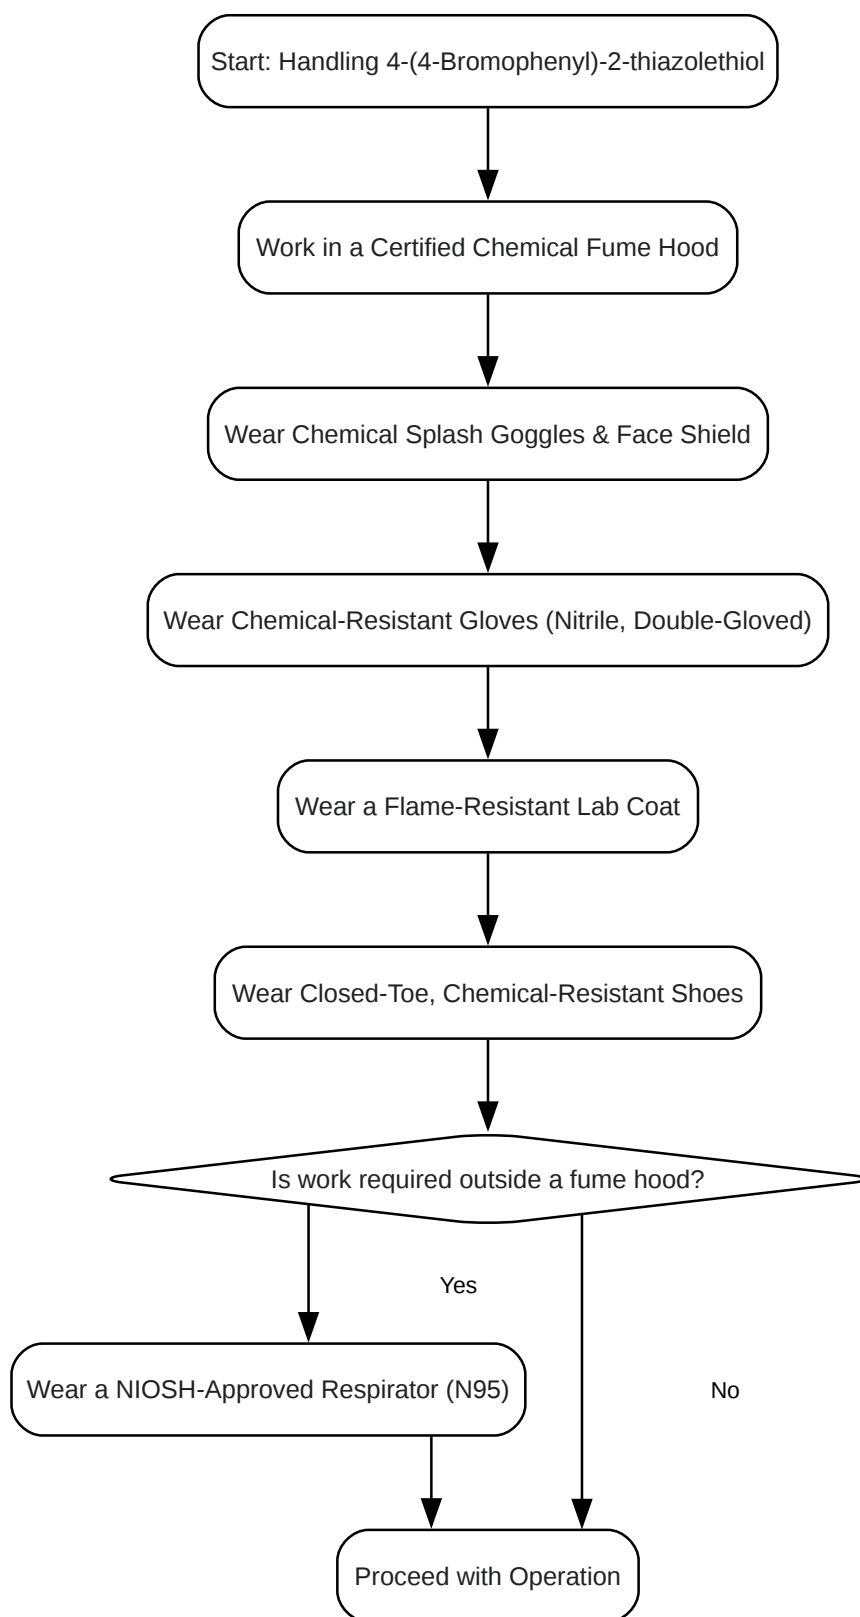 Start: Handling 4-(4-Bromophenyl)-2-thiazolethiol
Work in a Certified Chemical Fume Hood
Wear Chemical Splash Goggles & Face Shield
Wear Chemical-Resistant Gloves (Nitrile, Double-Gloved)
Wear a Flame-Resistant Lab Coat
Wear Closed-Toe, Chemical-Resistant Shoes
Is work required outside a fume hood?
Yes
Wear a NIOSH-Approved Respirator (N95)
No
Proceed with Operation